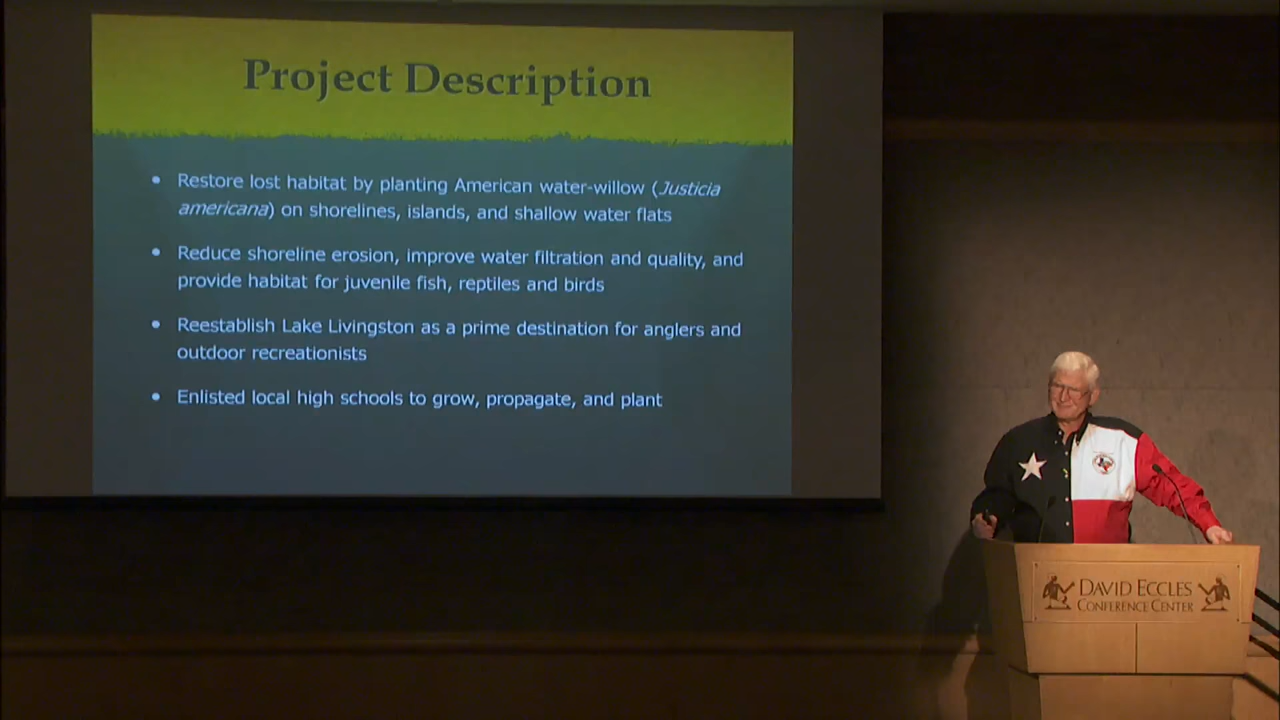 Project Description
• Restore lost habitat by planting American water-willow (Justicia
americana) on shorelines, islands, and shallow water flats
• Reduce shoreline erosion, improve water filtration and quality, and
provide habitat for juvenile fish, reptiles and birds
• Reestablish Lake Livingston as a prime destination for anglers and
outdoor recreationists
• Enlisted local high schools to grow, propagate, and plant
DAVID ECCLES
CONFERENCE CENTER